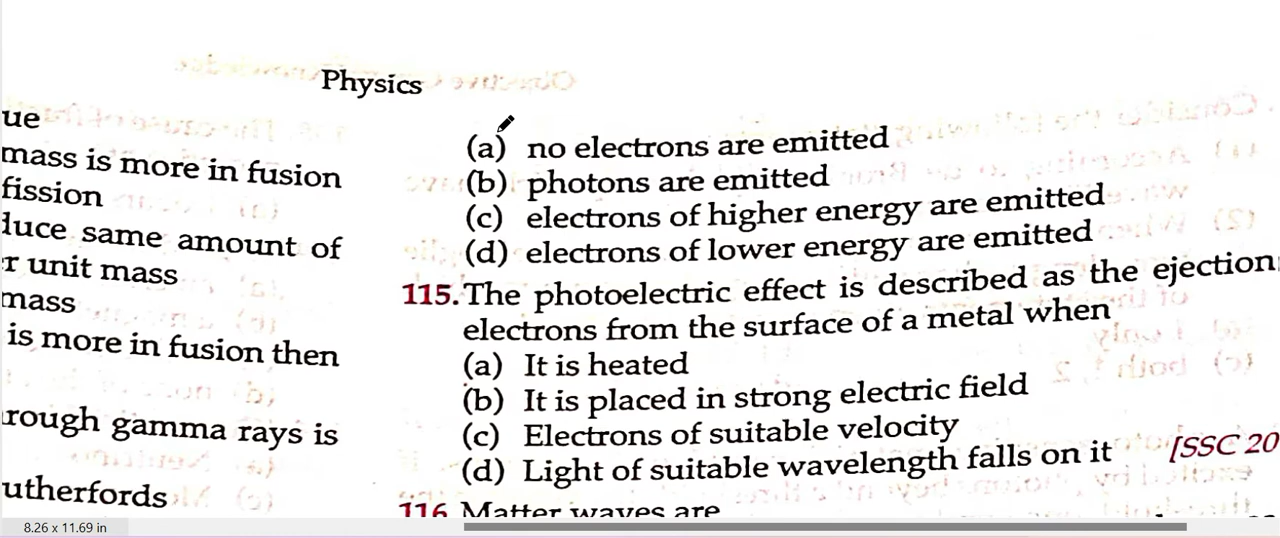 Physics
ue
mass is more in fusion
fission
duce same amount of
r unit mass
mass
is more in fusion then
rough gamma rays is
utherfords
(a) no electrons are emitted
(b) photons are emitted
(c) electrons of higher energy are emitted
(d) electrons of lower energy are emitted
115. The photoelectric effect is described as the ejection
electrons from the surface of a metal when
(a) It is heated
(b) It is placed in strong electric field
(c) Electrons of suitable velocity
(d) Light of suitable wavelength falls on it [SSC 20
116 Matter waves are
8.26 x 11.69 in